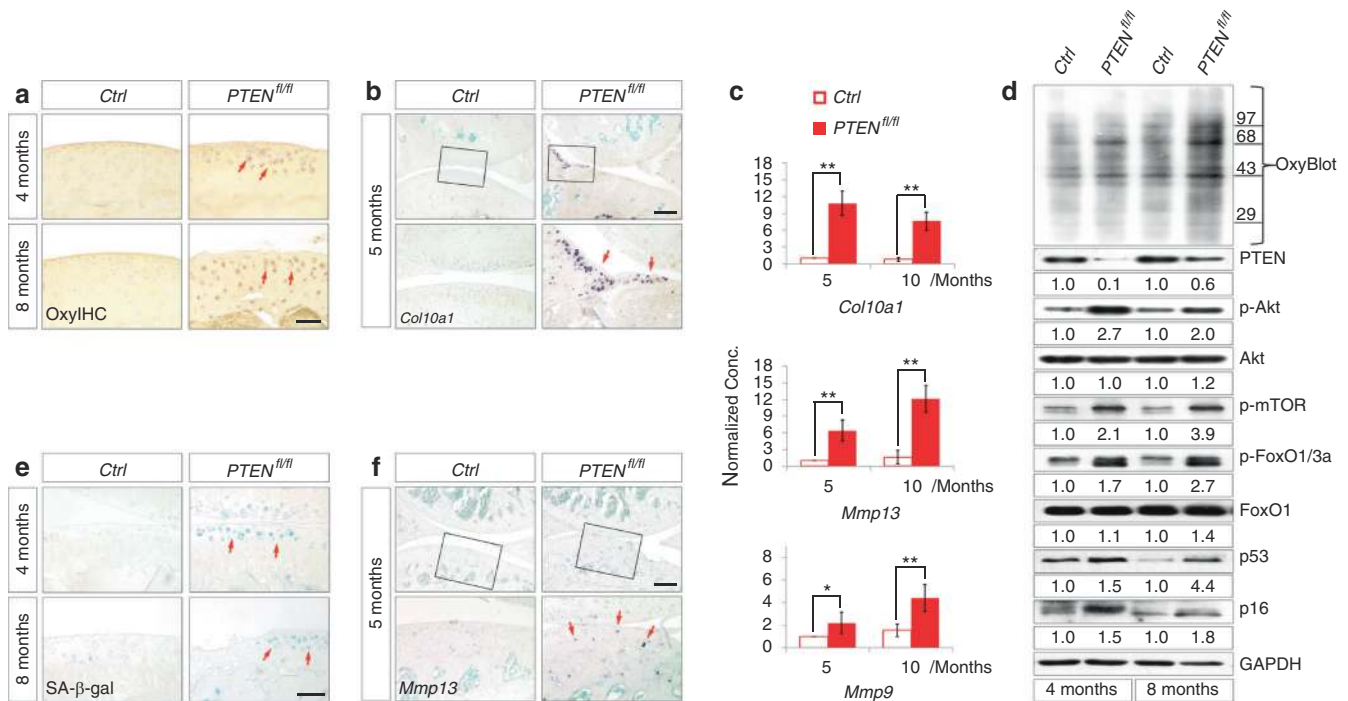 a
Ctrl
PTEN fl/fl
4 months
8 months
OxyIHC
b
Ctrl
PTEN fl/fl
5 months
Col10a1
c
Ctrl
PTEN fl/fl
Normalized Conc.
18
15
12
9
6
3
0
**
**
5
10 /Months
Col10a1
18
15
12
9
6
3
0
**
**
5
10 /Months
Mmp13
8
6
4
2
0
*
**
5
10 /Months
Mmp9
d
Ctrl
PTEN fl/fl
Ctrl
PTEN fl/fl
97
68
43
29
OxyBlot
PTEN
1.0 0.1 1.0 0.6
p-Akt
1.0 2.7 1.0 2.0
Akt
1.0 1.0 1.0 1.2
p-mTOR
1.0 2.1 1.0 3.9
p-FoxO1/3a
1.0 1.7 1.0 2.7
FoxO1
1.0 1.1 1.0 1.4
p53
1.0 1.5 1.0 4.4
p16
1.0 1.5 1.0 1.8
GAPDH
4 months 8 months
e
Ctrl
PTEN fl/fl
4 months
8 months
SA-β-gal
f
Ctrl
PTEN fl/fl
5 months
Mmp13